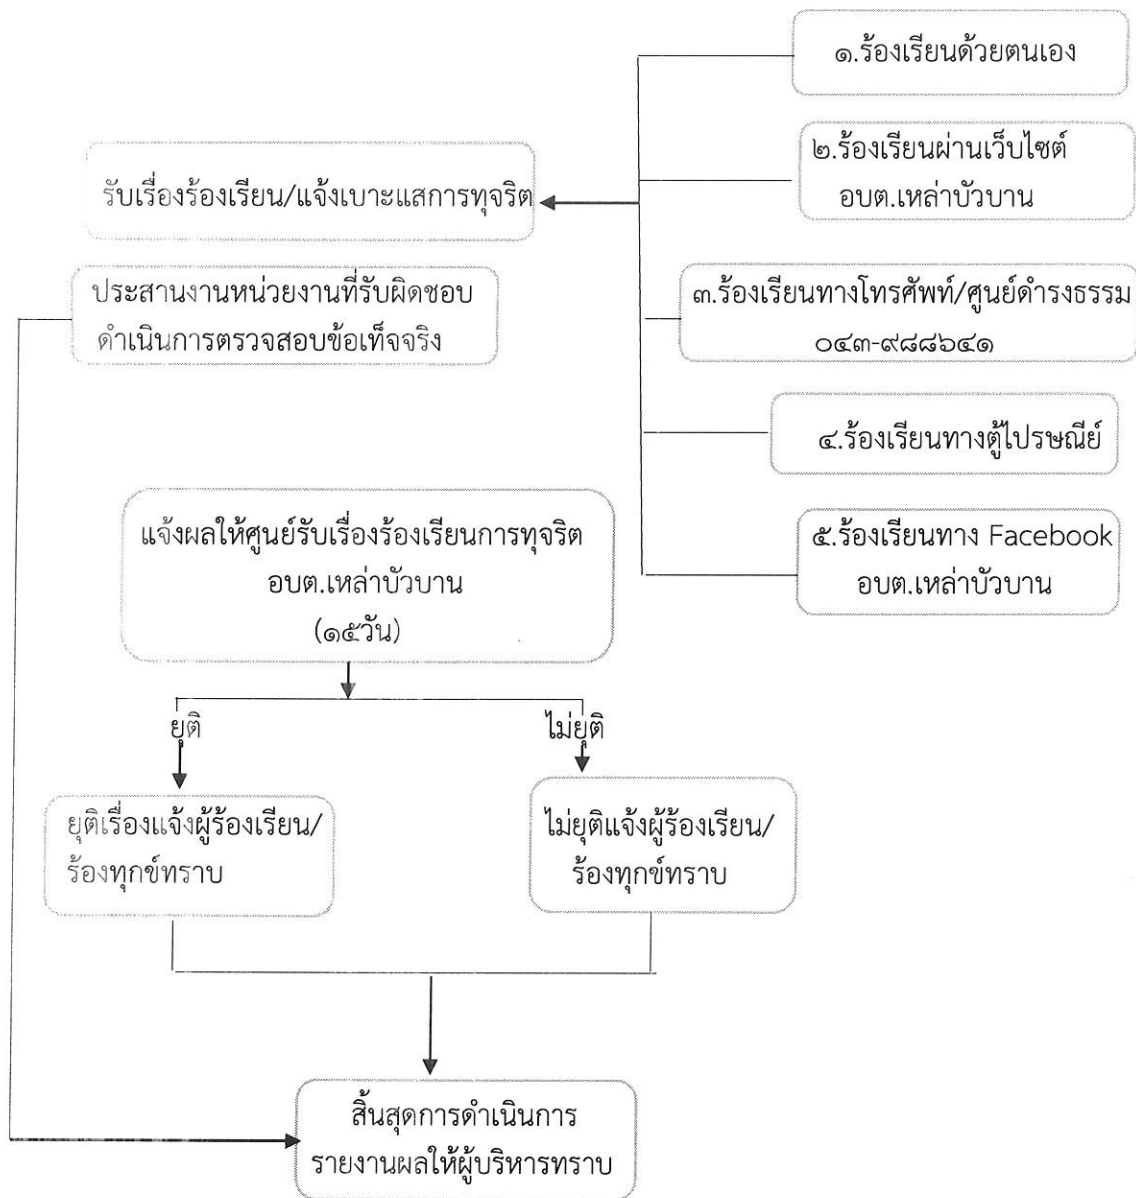 ๑.ร้องเรียนด้วยตนเอง
๒.ร้องเรียนผ่านเว็บไซต์
อบต.เหล่าบัวบาน
รับเรื่องร้องเรียน/แจ้งเบาะแสการทุจริต
ประสานงานหน่วยงานที่รับผิดชอบ
ดำเนินการตรวจสอบข้อเท็จจริง
๓.ร้องเรียนทางโทรศัพท์/ศูนย์ดำรงธรรม
๐๔๓-๙๘๘๖๔๑
๔.ร้องเรียนทางตู้ไปรษณีย์
๕.ร้องเรียนทาง Facebook
อบต.เหล่าบัวบาน
แจ้งผลให้ศูนย์รับเรื่องร้องเรียนการทุจริต
อบต.เหล่าบัวบาน
(๑๕วัน)
ยุติ
ไม่ยุติ
ยุติเรื่องแจ้งผู้ร้องเรียน/
ร้องทุกข์ทราบ
ไม่ยุติแจ้งผู้ร้องเรียน/
ร้องทุกข์ทราบ
สิ้นสุดการดำเนินการ
รายงานผลให้ผู้บริหารทราบ